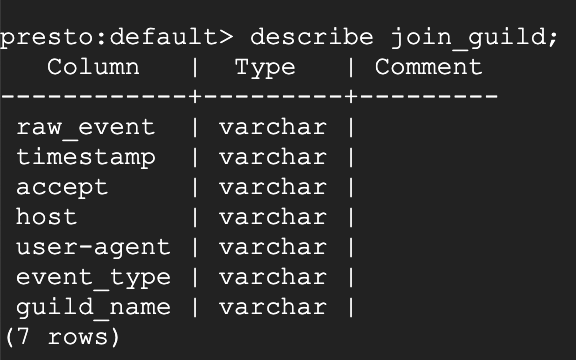 presto:default> describe join_guild;
   Column   |  Type   | Comment
------------+---------+---------
 raw_event  | varchar |
 timestamp  | varchar |
 accept     | varchar |
 host       | varchar |
 user-agent | varchar |
 event_type | varchar |
 guild_name | varchar |
(7 rows)